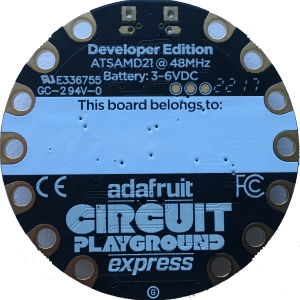 Developer Edition
ATSAMD21 @ 48MHz
Battery: 3-6VDC
E336755
2217
GC-294V-0
This board belongs to:
CE
FC
adafruit
CIRCUIT
PLAYGROUND
express
G